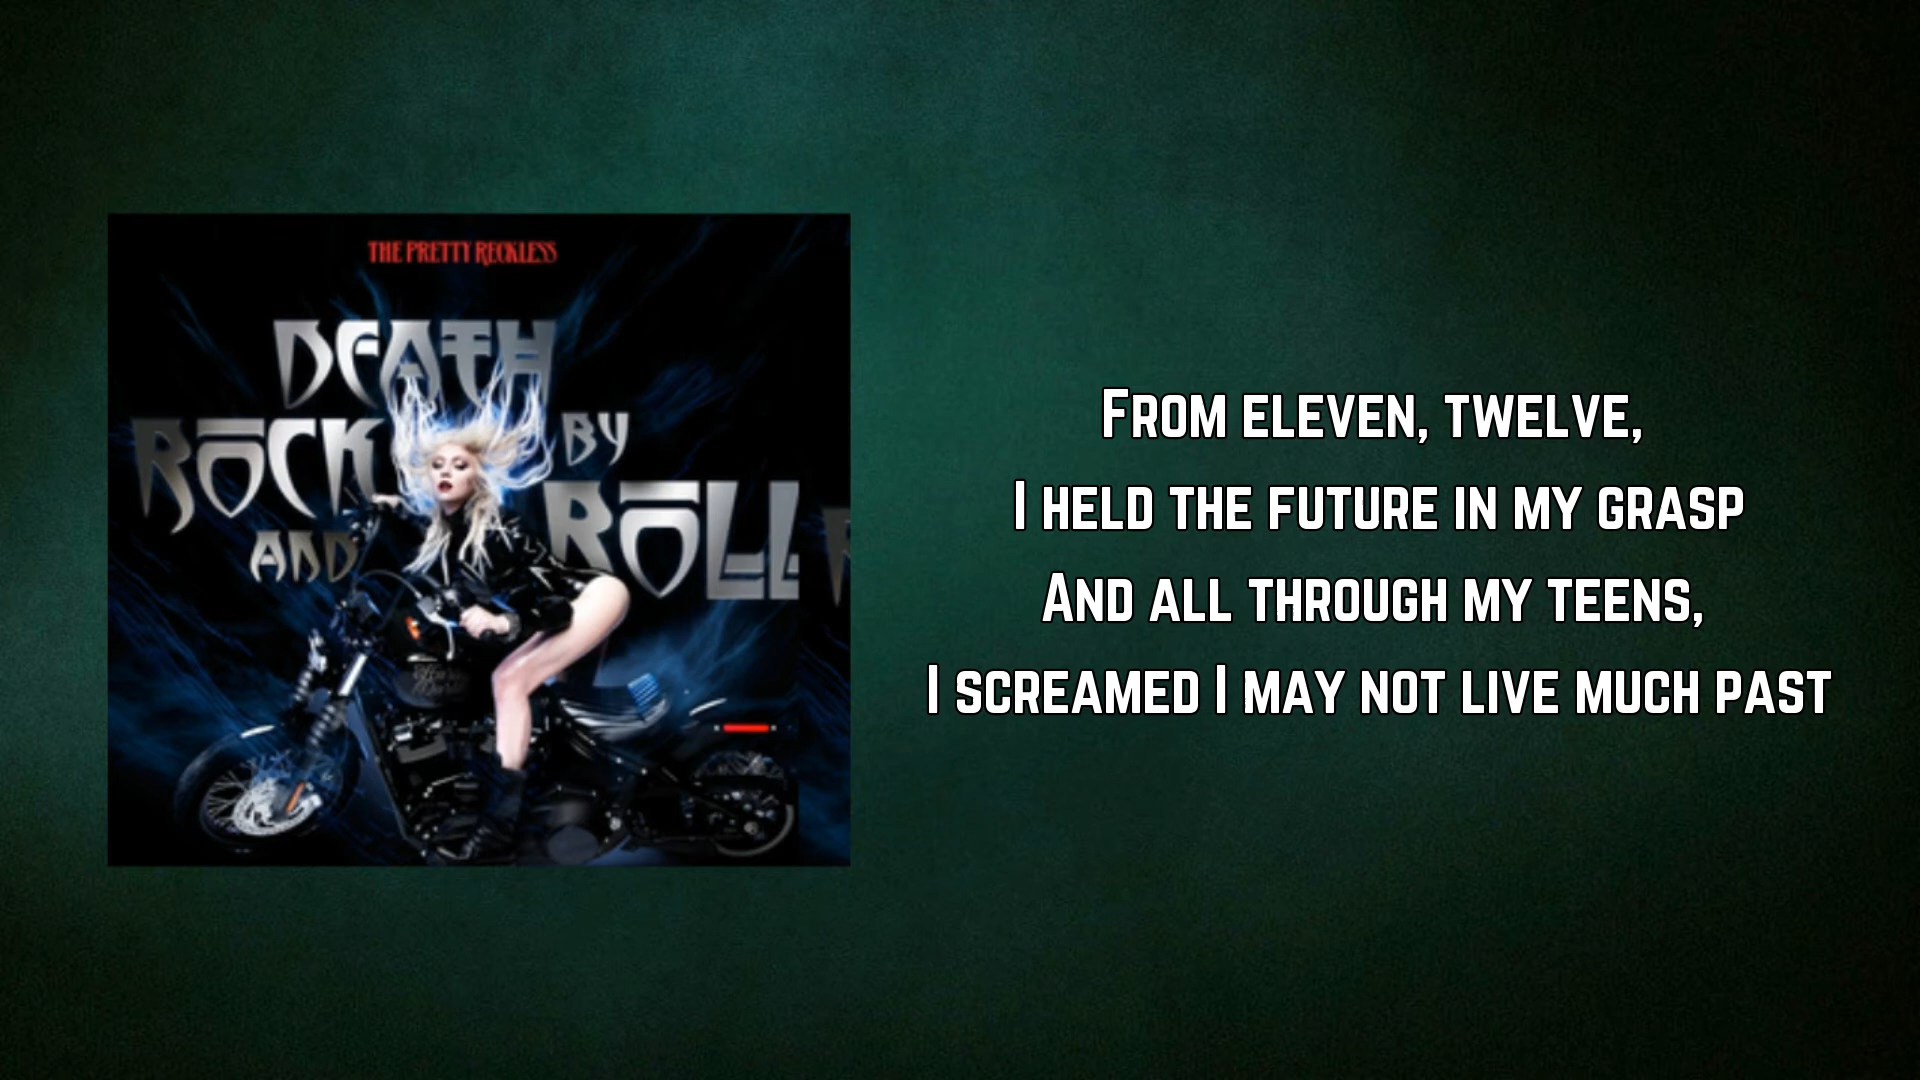 THE PRETTY RECKLESS
DEATH
ROCK BY
AND ROLL
From eleven, twelve,
I held the future in my grasp
And all through my teens,
I screamed I may not live much past